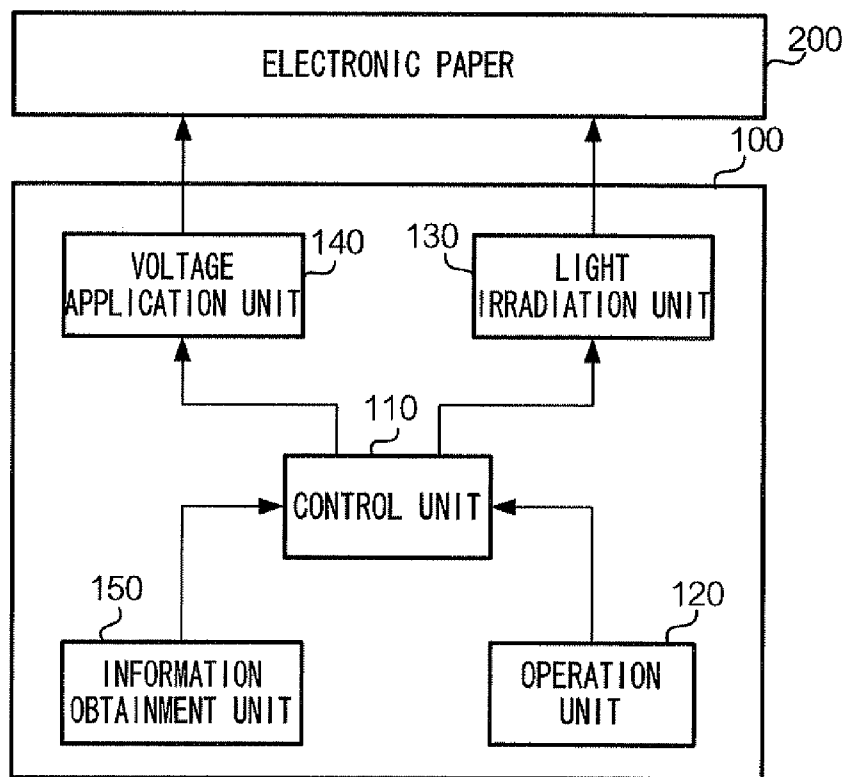 ELECTRONIC PAPER
200
100
VOLTAGE
APPLICATION UNIT
140
130
LIGHT
IRRADIATION UNIT
110
CONTROL UNIT
150
INFORMATION
OBTAINMENT UNIT
120
OPERATION
UNIT